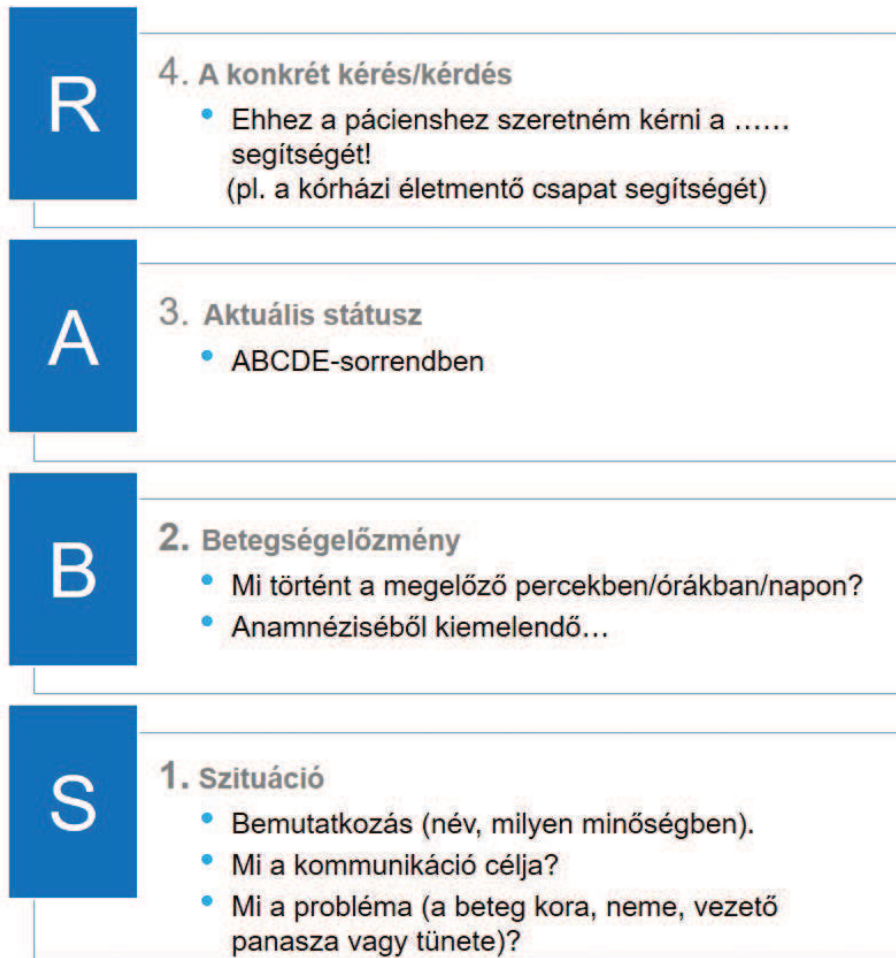 R
4. A konkrét kérés/kérdés
• Ehhez a pácienshez szeretném kérni a ……
segítségét!
(pl. a kórházi életmentő csapat segítségét)
A
3. Aktuális státusz
• ABCDE-sorrendben
B
2. Betegségelőzmény
• Mi történt a megelőző percekben/órákban/napon?
• Anamnéziséből kiemelendő…
S
1. Szituáció
• Bemutatkozás (név, milyen minőségben).
• Mi a kommunikáció célja?
• Mi a probléma (a beteg kora, neme, vezető
panasza vagy tünete)?